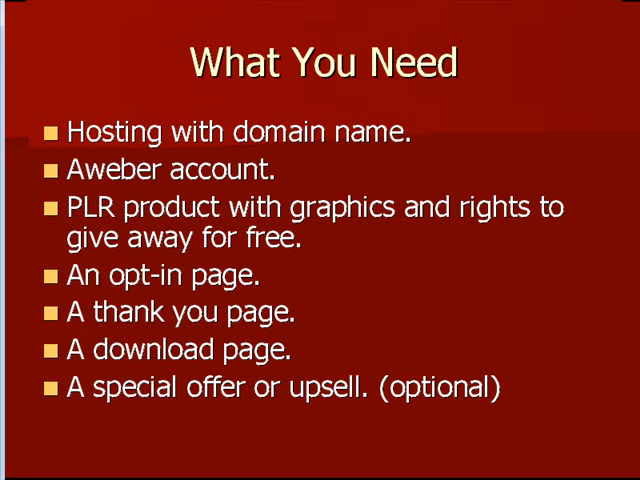 What You Need
Hosting with domain name.
Aweber account.
PLR product with graphics and rights to
give away for free.
An opt-in page.
A thank you page.
A download page.
A special offer or upsell. (optional)